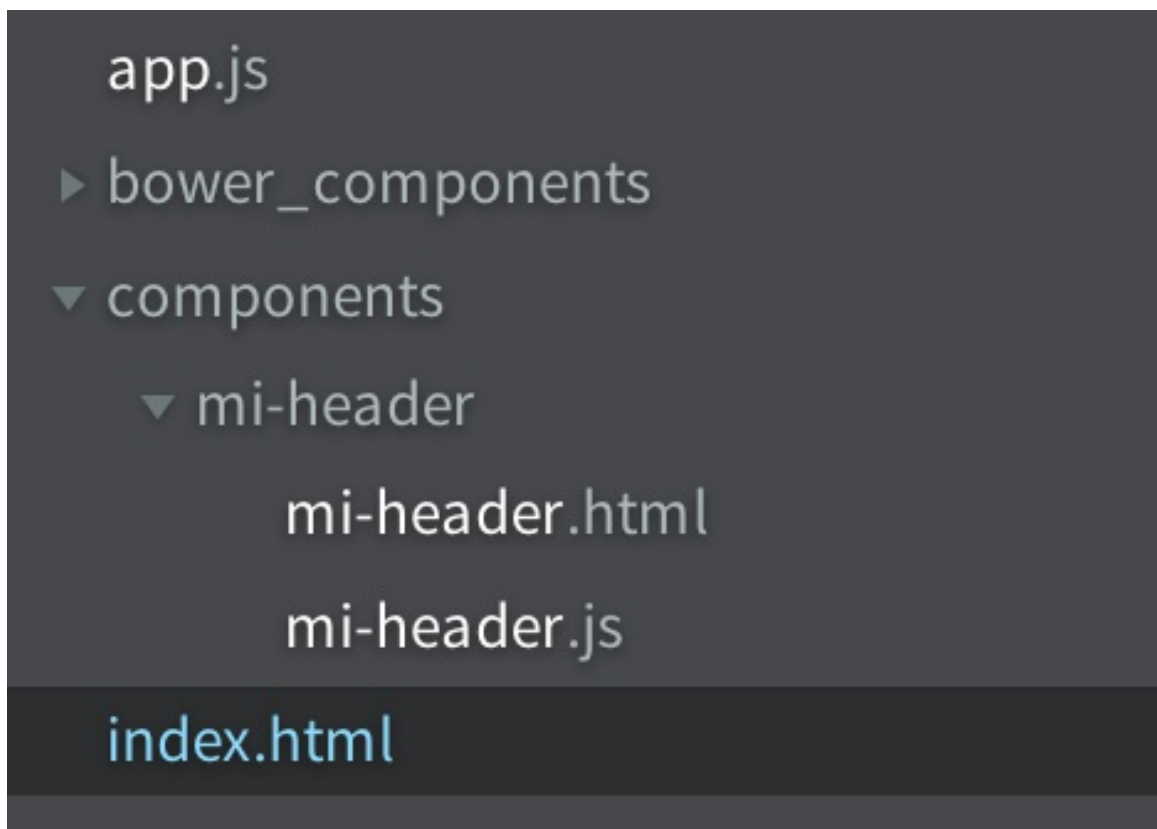 app.js
bower_components
components
mi-header
mi-header.html
mi-header.js
index.html